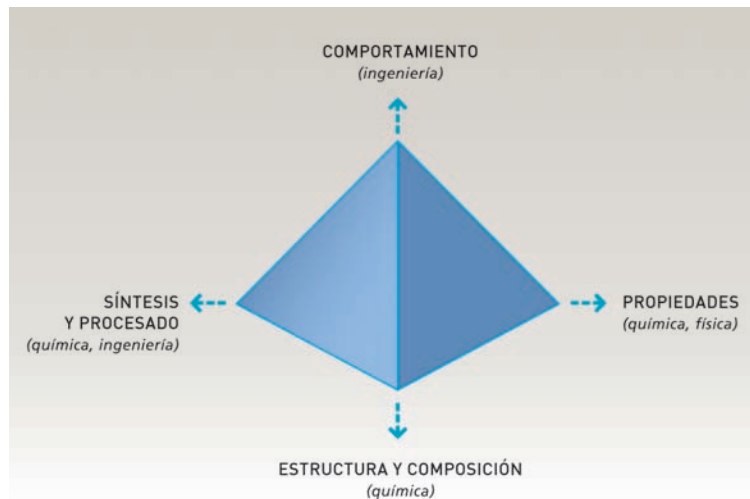 COMPORTAMIENTO
(ingeniería)
SÍNTESIS
Y PROCESADO
(química, ingeniería)
PROPIEDADES
(química, física)
ESTRUCTURA Y COMPOSICIÓN
(química)